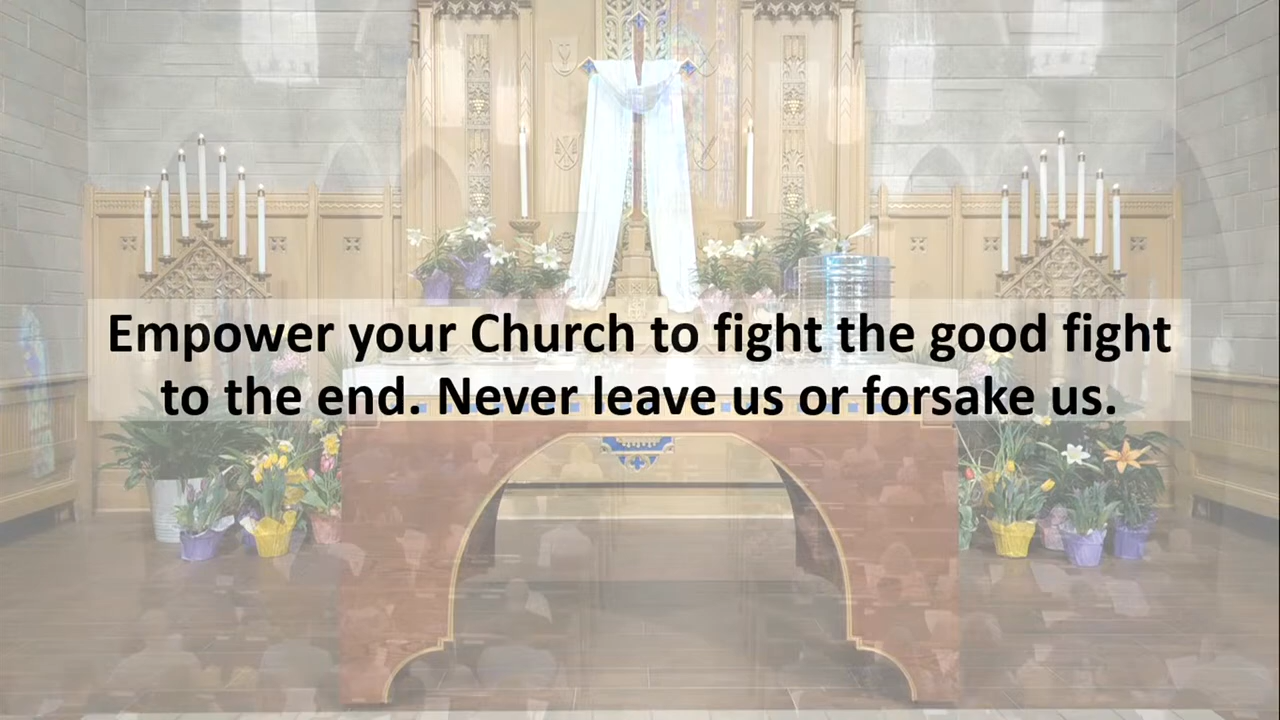 Empower your Church to fight the good fight
to the end. Never leave us or forsake us.